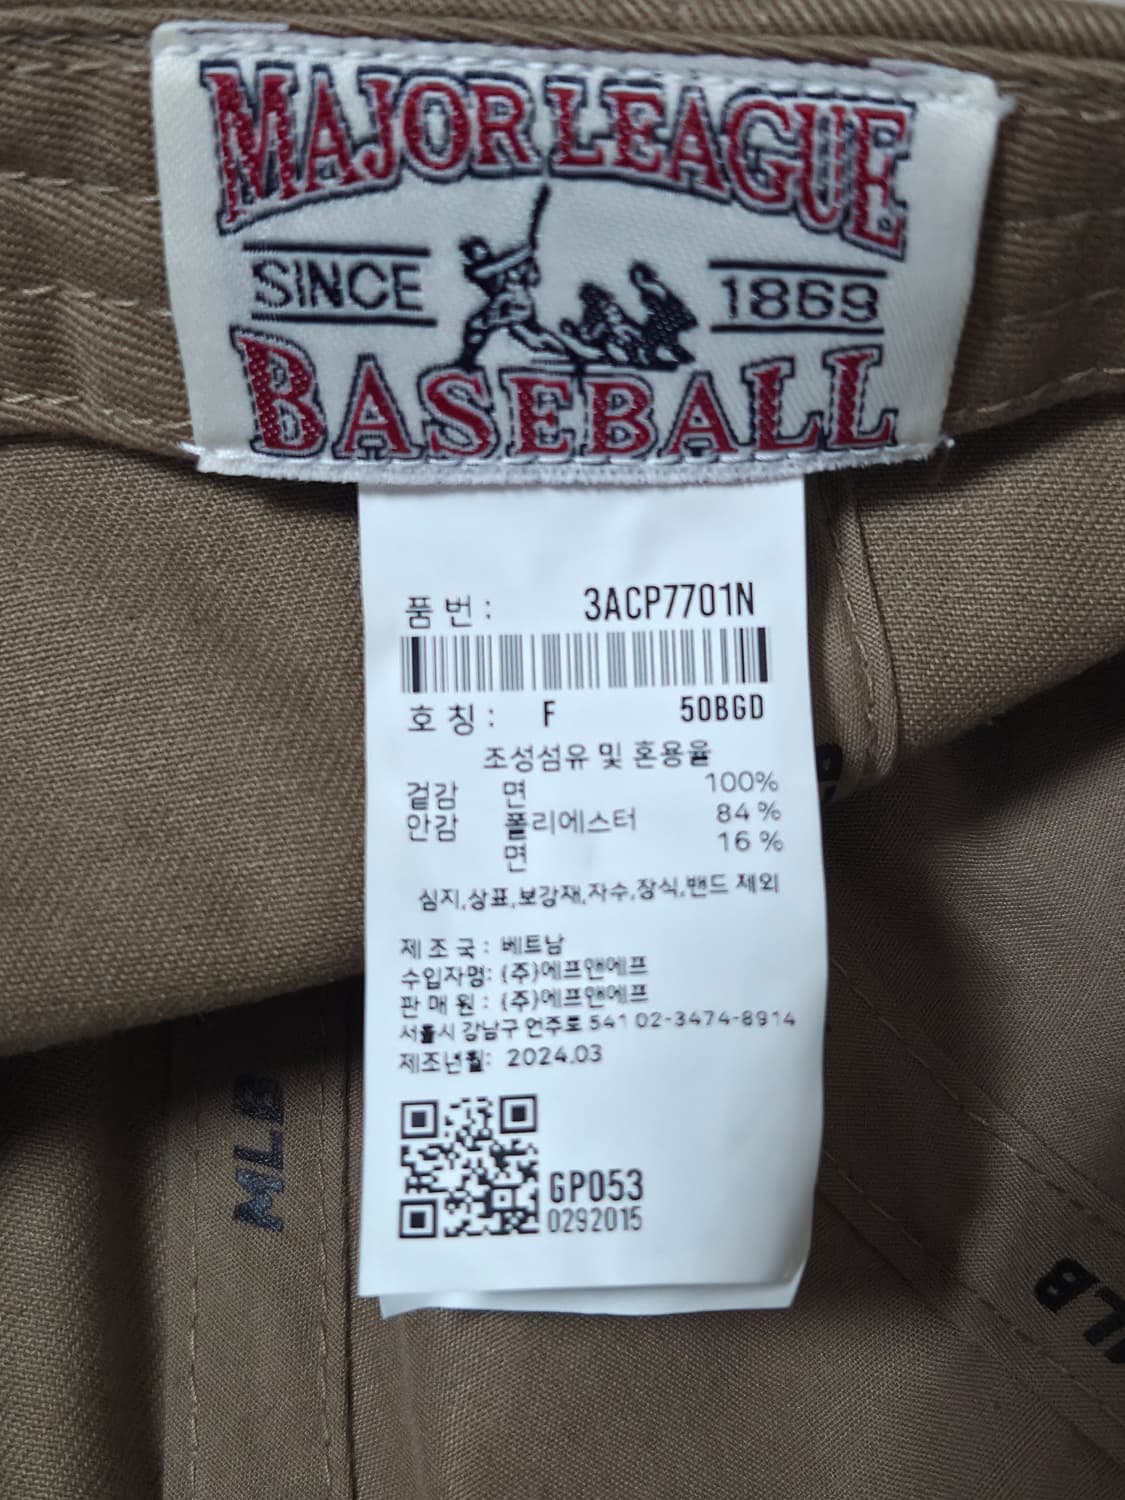 MAJOR LEAGUE
SINCE 1869
BASEBALL
품 번 : 3ACP7701N
호 칭 : F 50BGD
조성섬유 및 혼용율
겉감 면 100%
안감 폴리에스터 84 %
면 16 %
심지,상표,보강재,자수,장식,밴드 제외
제 조 국 : 베트남
수입자명: (주)에프앤에프
판 매 원 : (주)에프앤에프
서울시 강남구 언주로 541 02-3474-8914
제조년월: 2024.03
GP053
0292015
MLB
LB